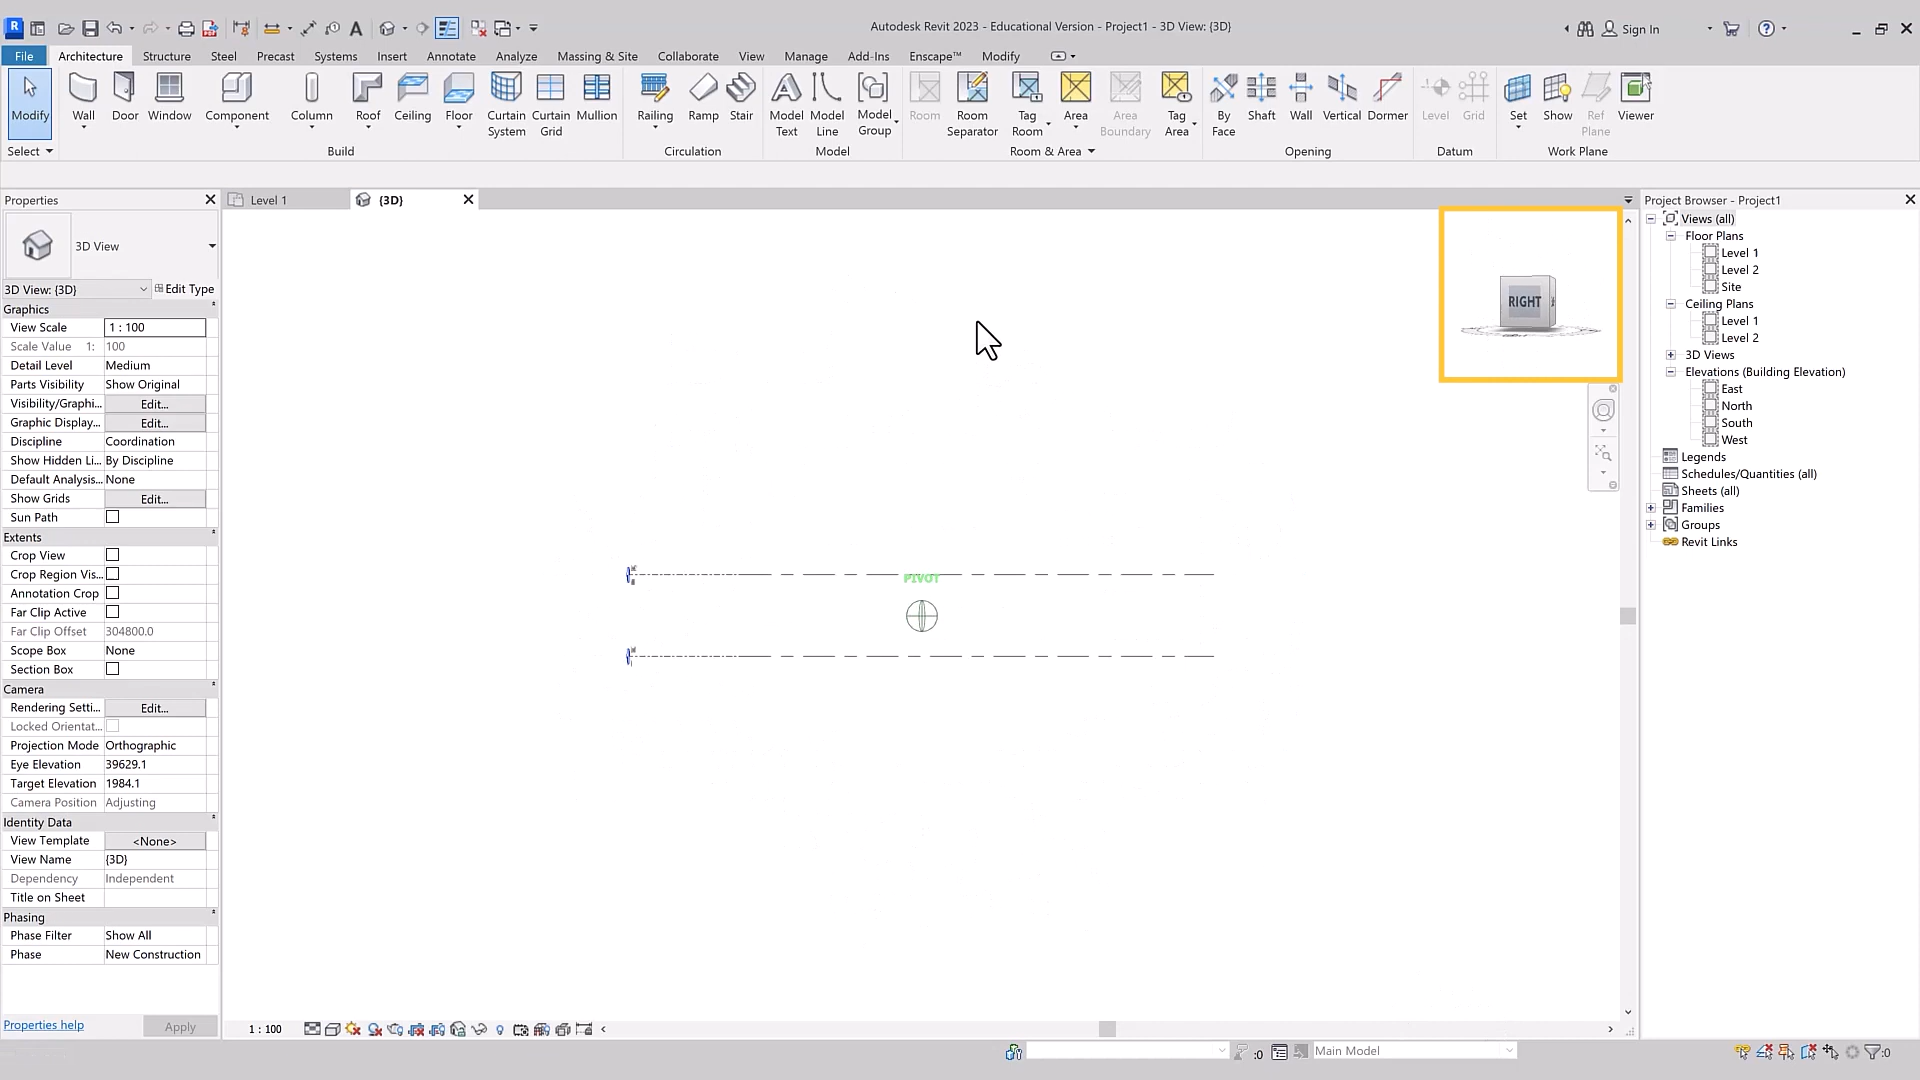 Autodesk Revit 2023 - Educational Version - Project1 - 3D View: {3D}
Sign In
File Architecture Structure Steel Precast Systems Insert Annotate Analyze Massing & Site Collaborate View Manage Add-Ins Enscape™ Modify
Modify Wall Door Window Component Column Roof Ceiling Floor Curtain System Curtain Grid Mullion Railing Ramp Stair Model Text Model Line Model Group Room Room Separator Tag Room Area Area Boundary Tag Area By Face Shaft Wall Vertical Dormer Level Grid Set Show Ref Plane Viewer
Select Build Circulation Model Room & Area Opening Datum Work Plane
Properties
3D View
3D View: {3D} Edit Type
Graphics
View Scale 1 : 100
Scale Value 1: 100
Detail Level Medium
Parts Visibility Show Original
Visibility/Graphi... Edit...
Graphic Display... Edit...
Discipline Coordination
Show Hidden Li... By Discipline
Default Analysis... None
Show Grids Edit...
Sun Path
Extents
Crop View
Crop Region Vis...
Annotation Crop
Far Clip Active
Far Clip Offset 304800.0
Scope Box None
Section Box
Camera
Rendering Setti... Edit...
Locked Orientat...
Projection Mode Orthographic
Eye Elevation 39629.1
Target Elevation 1984.1
Camera Position Adjusting
Identity Data
View Template <None>
View Name {3D}
Dependency Independent
Title on Sheet
Phasing
Phase Filter Show All
Phase New Construction
Properties help Apply
Level 1 {3D}
RIGHT
PIVOT
1 : 100
Project Browser - Project1
Views (all)
Floor Plans
Level 1
Level 2
Site
Ceiling Plans
Level 1
Level 2
3D Views
Elevations (Building Elevation)
East
North
South
West
Legends
Schedules/Quantities (all)
Sheets (all)
Families
Groups
Revit Links
:0 Main Model :0